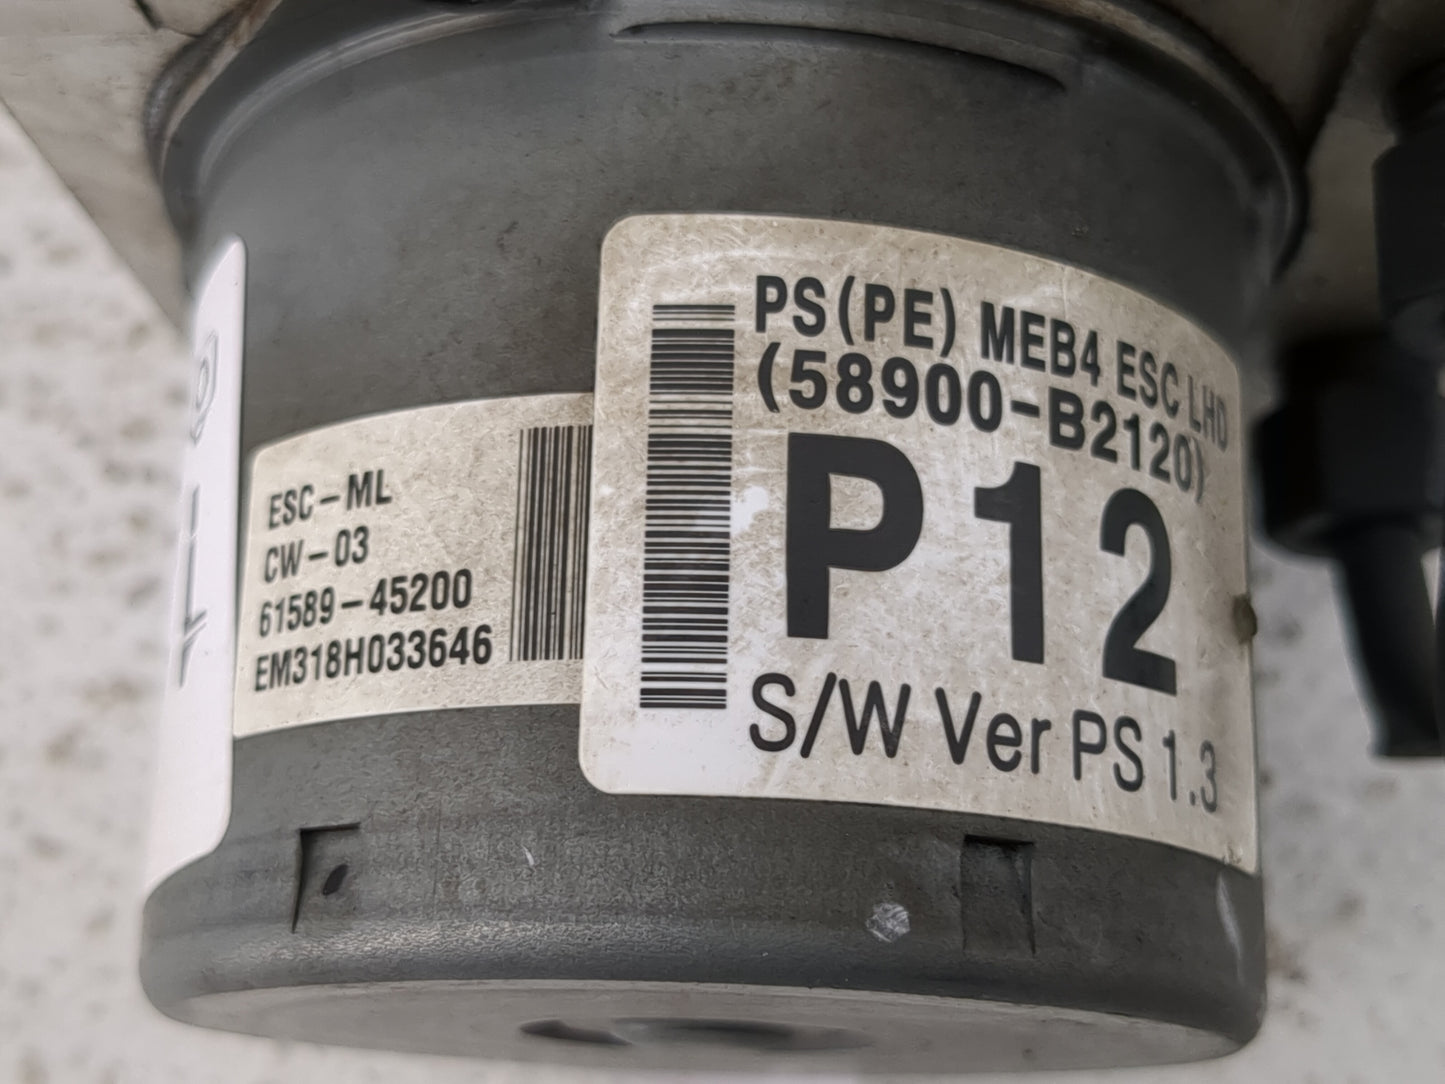 ESC-ML
CW-03
61589-45200
EM318H033646
PS(PE) MEB4 ESC LHD
(58900-B2120)
P12
S/W Ver PS 1.3